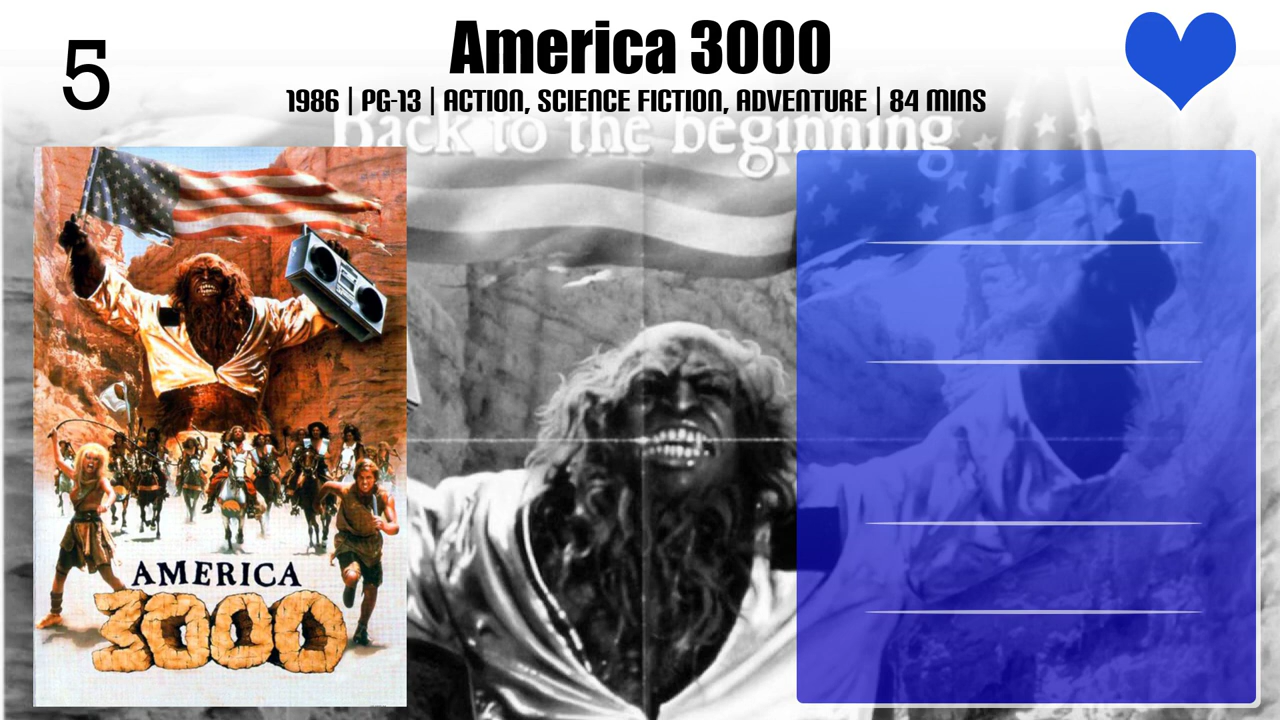 5
America 3000
1986 | PG-13 | ACTION, SCIENCE FICTION, ADVENTURE | 84 MINS
back to the beginning
AMERICA
3000